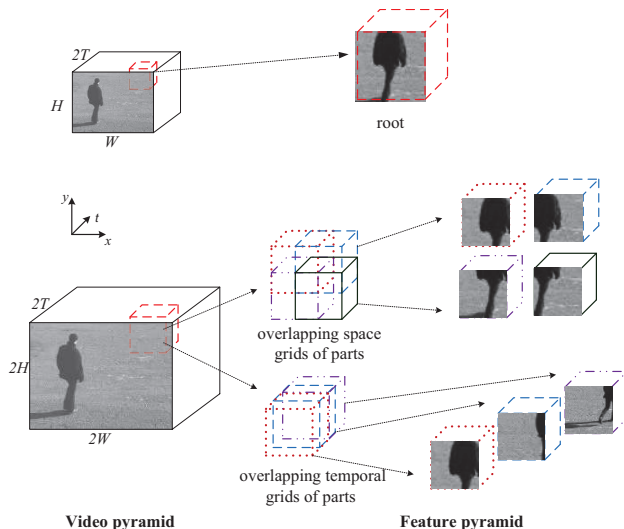 2T
H
W
root
y
t
x
2T
2H
2W
overlapping space
grids of parts
overlapping temporal
grids of parts
Video pyramid
Feature pyramid